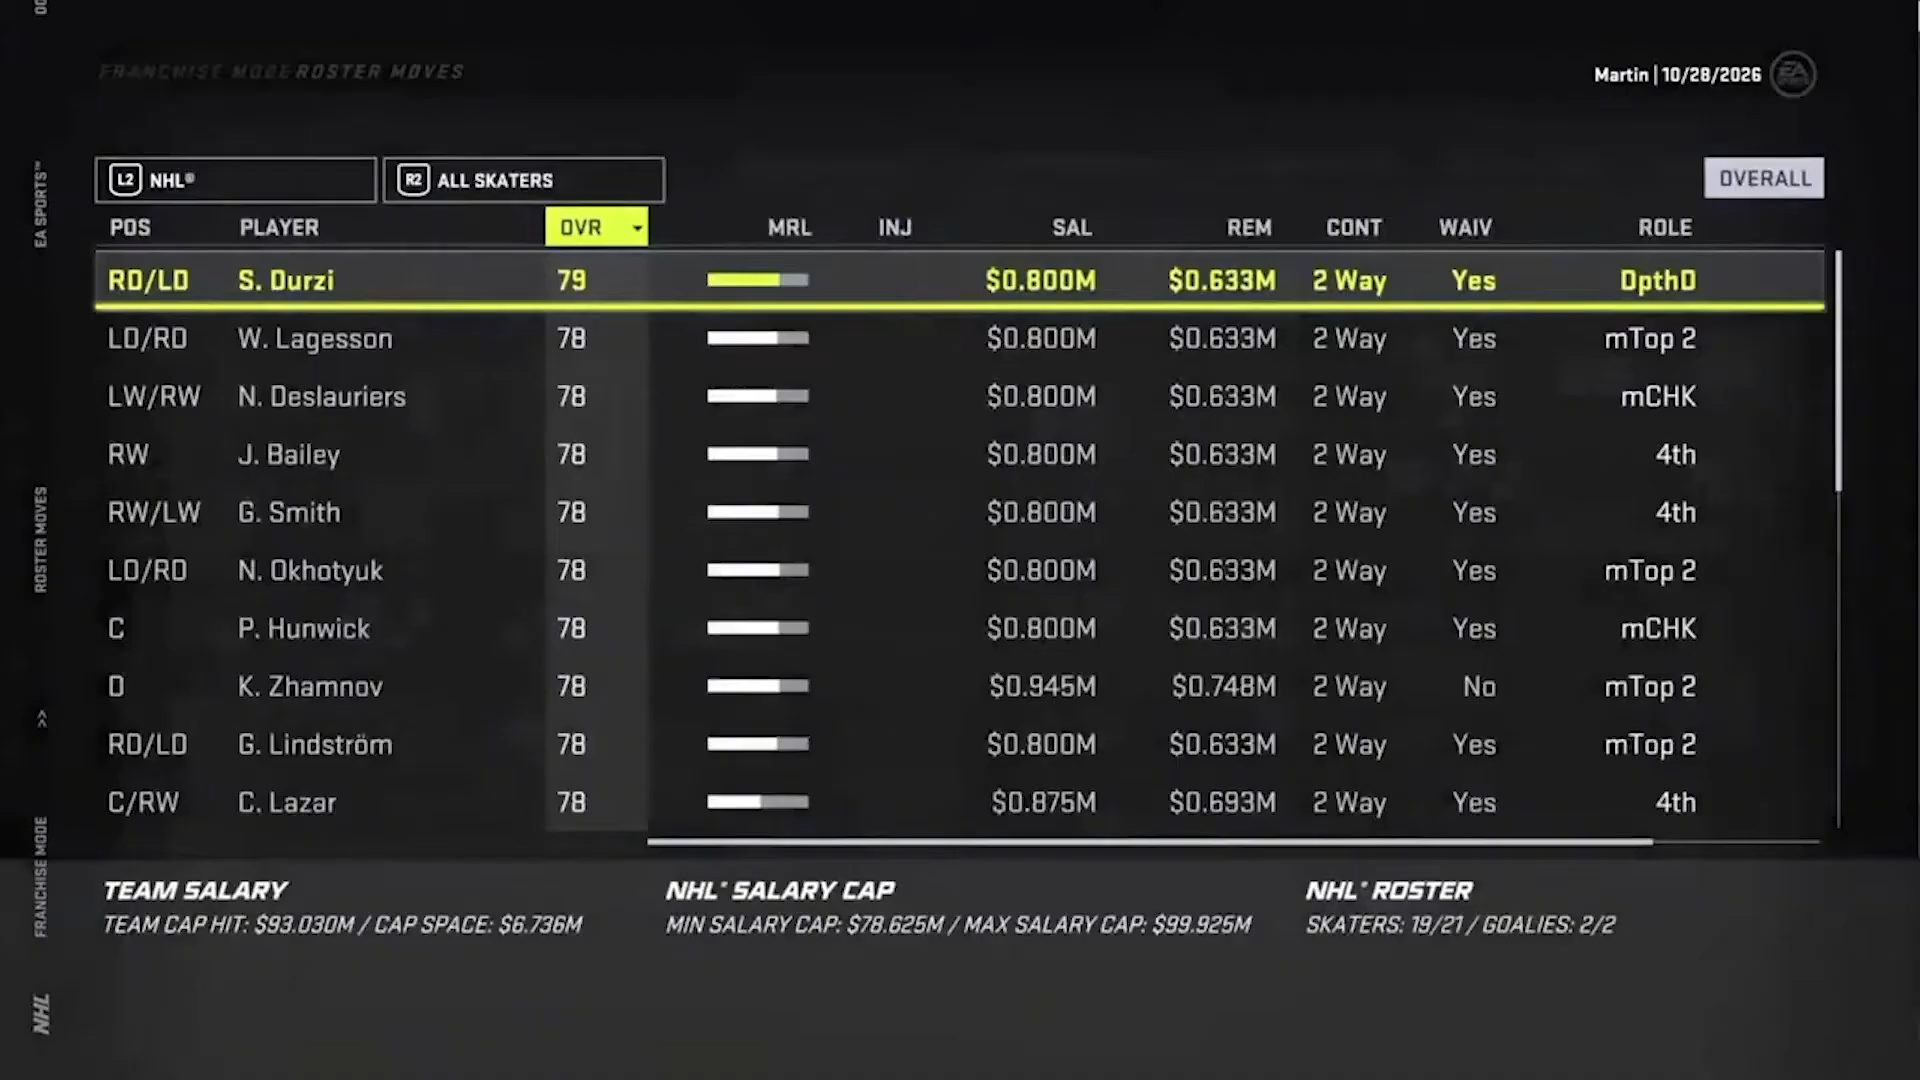 FRANCHISE MODE ROSTER MOVES
Martin | 10/28/2026
EA SPORTS™
ROSTER MOVES
>>
FRANCHISE MODE
NHL
L2 NHL® R2 ALL SKATERS OVERALL
POS PLAYER OVR MRL INJ SAL REM CONT WAIV ROLE
RD/LD S. Durzi 79 $0.800M $0.633M 2 Way Yes DpthD
LD/RD W. Lagesson 78 $0.800M $0.633M 2 Way Yes mTop 2
LW/RW N. Deslauriers 78 $0.800M $0.633M 2 Way Yes mCHK
RW J. Bailey 78 $0.800M $0.633M 2 Way Yes 4th
RW/LW G. Smith 78 $0.800M $0.633M 2 Way Yes 4th
LD/RD N. Okhotyuk 78 $0.800M $0.633M 2 Way Yes mTop 2
C P. Hunwick 78 $0.800M $0.633M 2 Way Yes mCHK
D K. Zhamnov 78 $0.945M $0.748M 2 Way No mTop 2
RD/LD G. Lindström 78 $0.800M $0.633M 2 Way Yes mTop 2
C/RW C. Lazar 78 $0.875M $0.693M 2 Way Yes 4th
TEAM SALARY
TEAM CAP HIT: $93.030M / CAP SPACE: $6.736M
NHL® SALARY CAP
MIN SALARY CAP: $78.625M / MAX SALARY CAP: $99.925M
NHL® ROSTER
SKATERS: 19/21 / GOALIES: 2/2